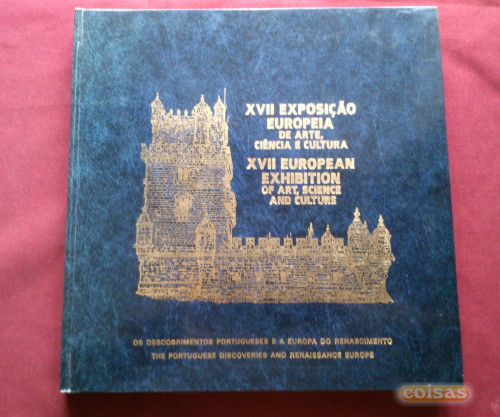 XVII EXPOSIÇÃO
EUROPEIA
DE ARTE,
CIÊNCIA E CULTURA
XVII EUROPEAN
EXHIBITION
OF ART, SCIENCE
AND CULTURE
OS DESCOBRIMENTOS PORTUGUESES E A EUROPA DO RENASCIMENTO
THE PORTUGUESE DISCOVERIES AND RENAISSANCE EUROPE
coisas